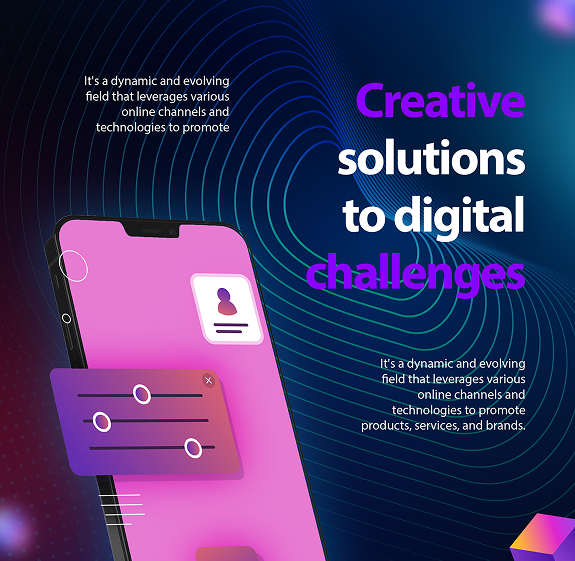 It's a dynamic and evolving
field that leverages various
online channels and
technologies to promote
Creative
solutions
to digital
challenges
It's a dynamic and evolving
field that leverages various
online channels and
technologies to promote
products, services, and brands.